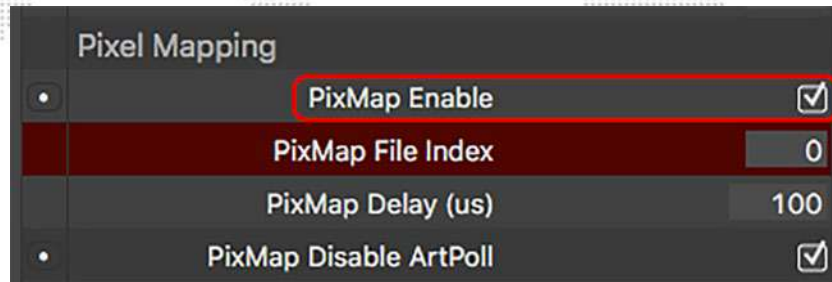 Pixel Mapping
PixMap Enable
PixMap File Index 0
PixMap Delay (us) 100
PixMap Disable ArtPoll